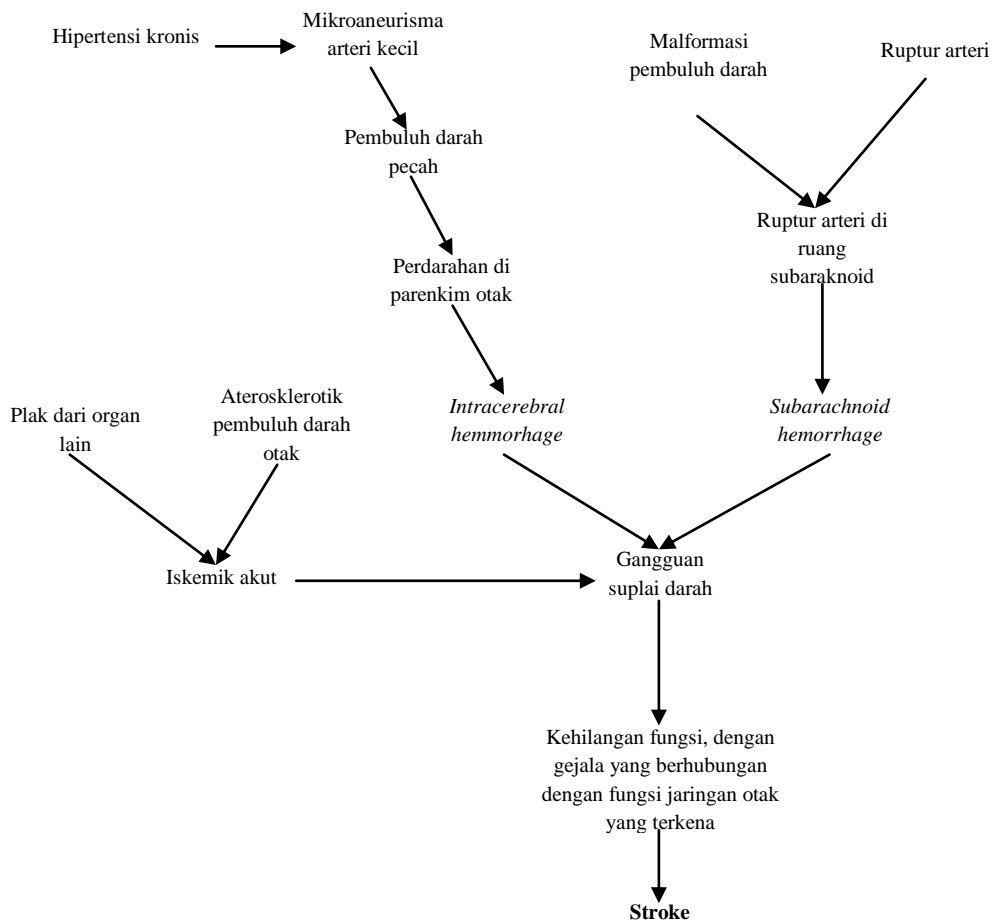 Hipertensi kronis
Mikroaneurisma
arteri kecil
Malformasi
pembuluh darah
Ruptur arteri
Pembuluh darah
pecah
Ruptur arteri di
ruang
subaraknoid
Perdarahan di
parenkim otak
Plak dari organ
lain
Aterosklerotik
pembuluh darah
otak
Intracerebral
hemmorhage
Subarachnoid
hemorrhage
Iskemik akut
Gangguan
suplai darah
Kehilangan fungsi, dengan
gejala yang berhubungan
dengan fungsi jaringan otak
yang terkena
Stroke